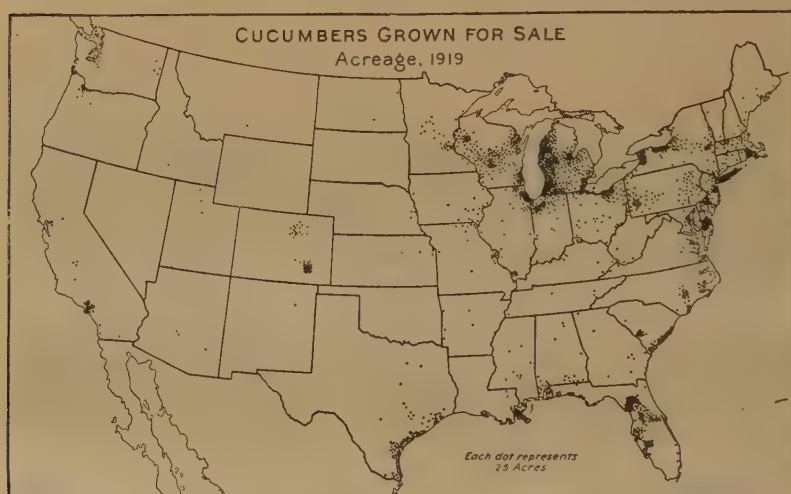 CUCUMBERS GROWN FOR SALE
Acreage, 1919
Each dot represents
25 Acres